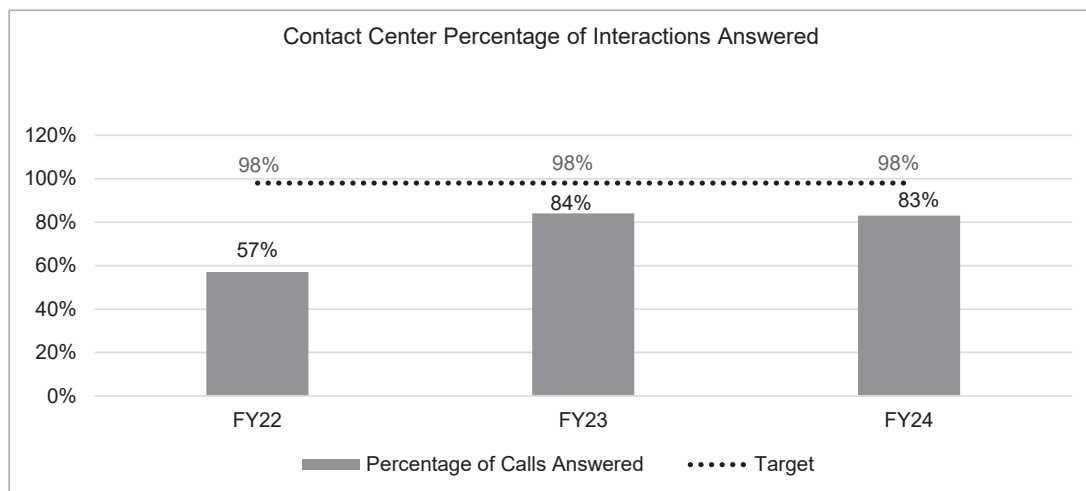 Contact Center Percentage of Interactions Answered
120%
100%
80%
60%
40%
20%
0%
98%
98%
98%
57%
84%
83%
FY22
FY23
FY24
Percentage of Calls Answered
Target